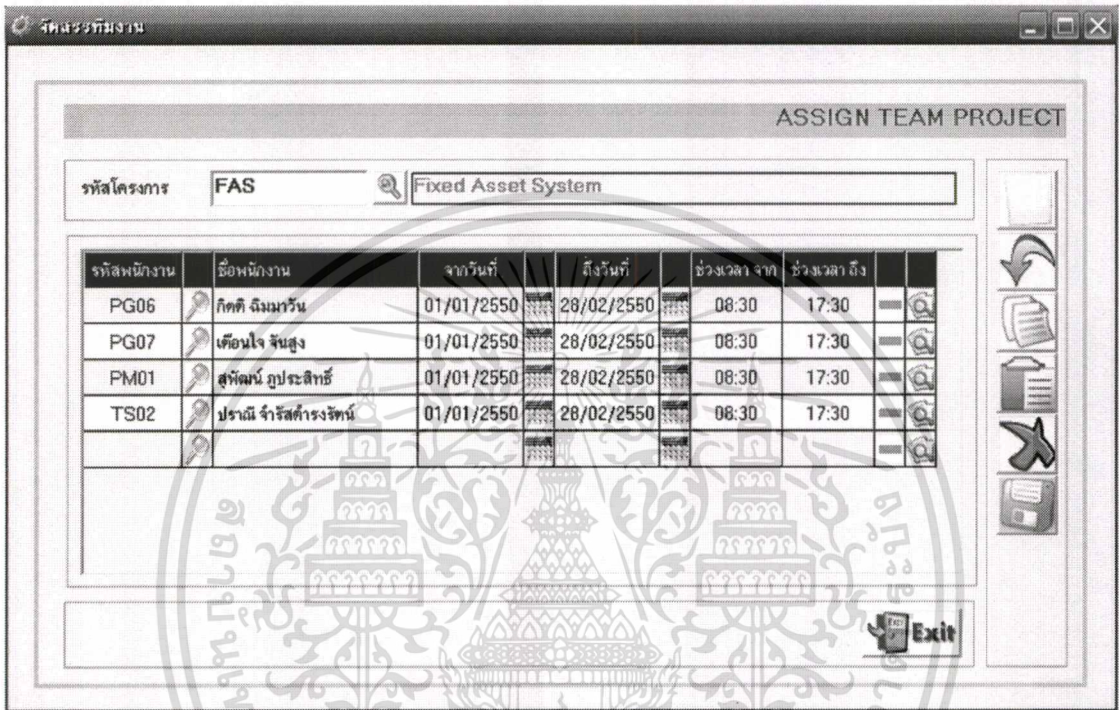 จัดสรรทีมงาน
ASSIGN TEAM PROJECT
รหัสโครงการ FAS Fixed Asset System
รหัสพนักงาน ชื่อพนักงาน จากวันที่ ถึงวันที่ ช่วงเวลา จาก ช่วงเวลา ถึง
PG06 กิตติ ฉิมมาวัน 01/01/2550 28/02/2550 08:30 17:30
PG07 เตือนใจ จันสูง 01/01/2550 28/02/2550 08:30 17:30
PM01 สุพัฒน์ ภูประสิทธิ์ 01/01/2550 28/02/2550 08:30 17:30
TS02 ปราณี จำรัสดำรงรัตน์ 01/01/2550 28/02/2550 08:30 17:30
Exit